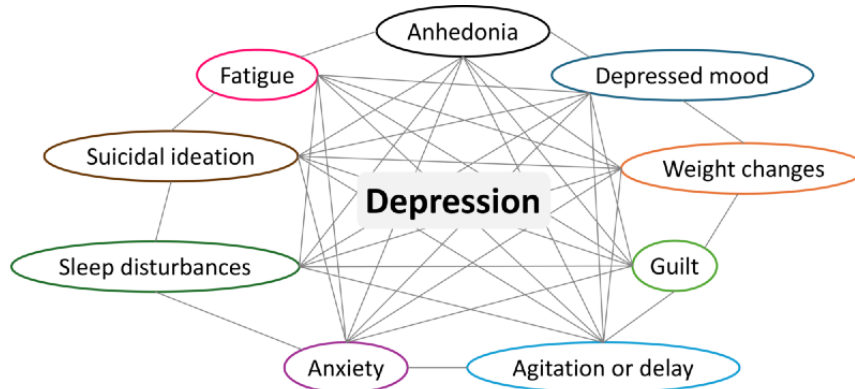 Anhedonia
Fatigue
Depressed mood
Suicidal ideation
Weight changes
Depression
Sleep disturbances
Guilt
Anxiety
Agitation or delay